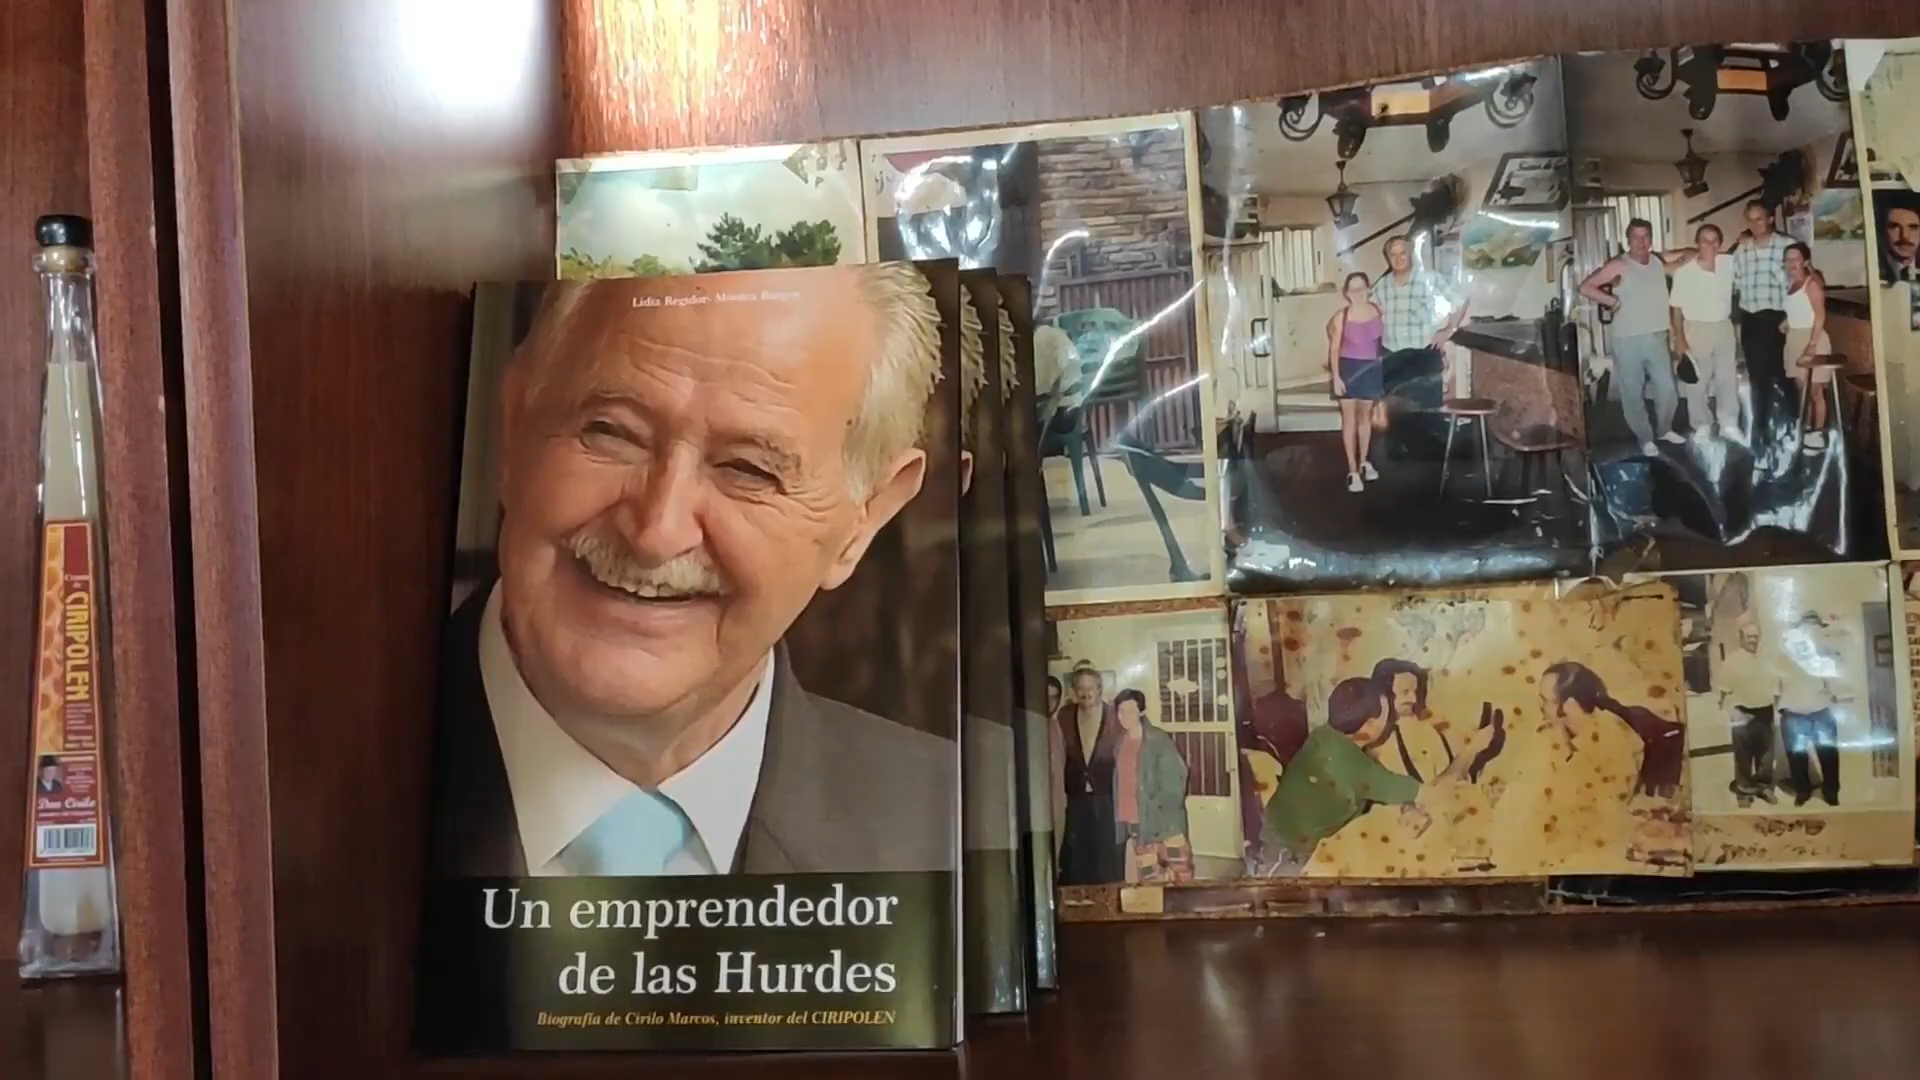 Lidia Regidor- Mónica Burgos
Un emprendedor
de las Hurdes
Biografía de Cirilo Marcos, inventor del CIRIPOLEN
CIRIPOLEN
Don Cirilo